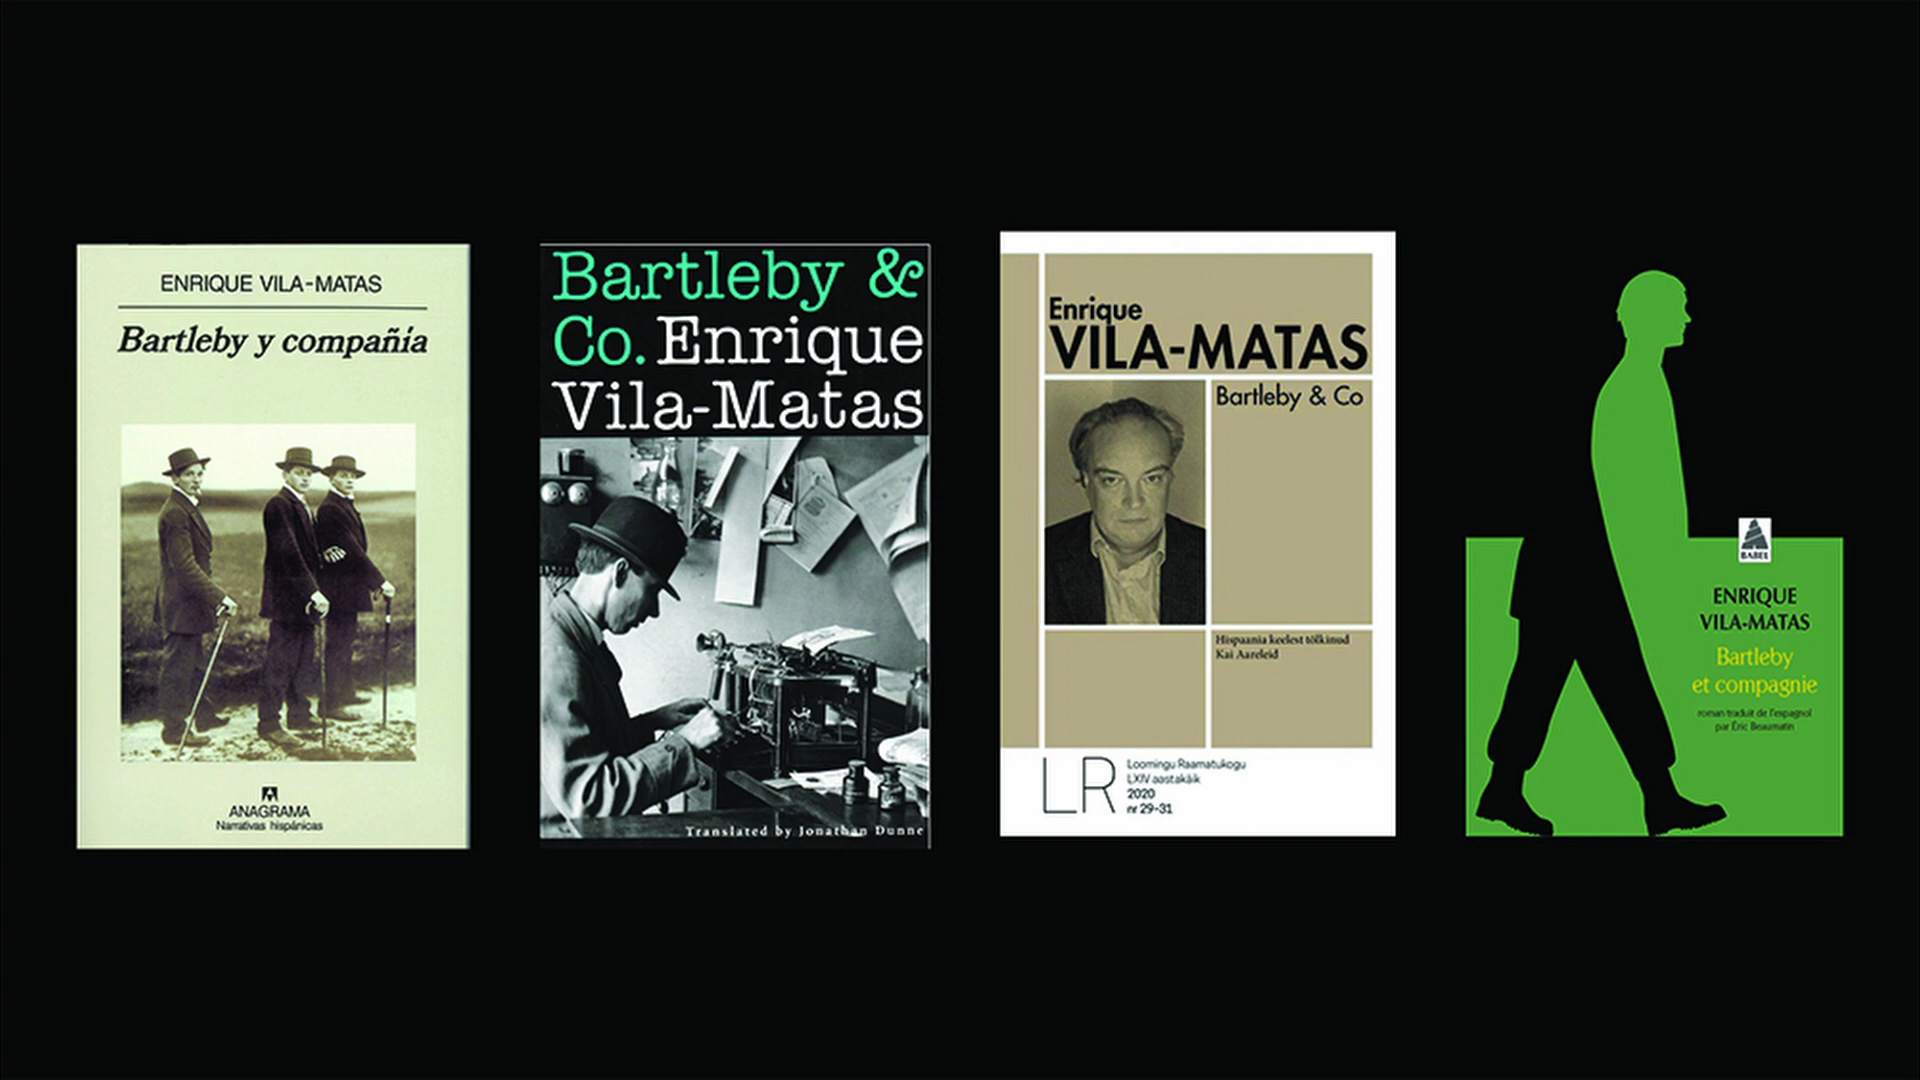 ENRIQUE VILA-MATAS
Bartleby y compañía
ANAGRAMA
Narrativas hispánicas
Bartleby &
Co. Enrique
Vila-Matas
Translated by Jonathan Dunne
Enrique
VILA-MATAS
Bartleby & Co
Hispaania keelest tõlkinud
Kai Aareleid
LR
Loomingu Raamatukogu
LXIV aastakäik
2020
nr 29-31
BABEL
ENRIQUE
VILA-MATAS
Bartleby
et compagnie
roman traduit de l'espagnol
par Éric Beaumatin